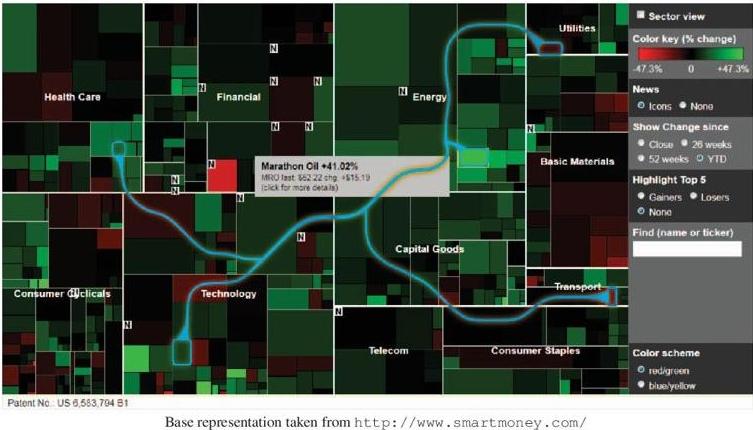 Utilities
Health Care
Financial
Energy
N
N
N
N
N
N
N
N
Marathon Oil +41.02%
MRO last: $52.22 chg. +$15.19
(click for more details)
Basic Materials
N
N
N
N
N
Capital Goods
Consumer Cyclicals
N
Technology
Transport
N
N
Telecom
Consumer Staples
Sector view
Color key (% change)
-47.3% 0 +47.3%
News
Icons None
Show Change since
Close 26 weeks
52 weeks YTD
Highlight Top 5
Gainers Losers
None
Find (name or ticker)
Color scheme
red/green
blue/yellow
Patent No.: US 6,583,794 B1
Base representation taken from http://www.smartmoney.com/